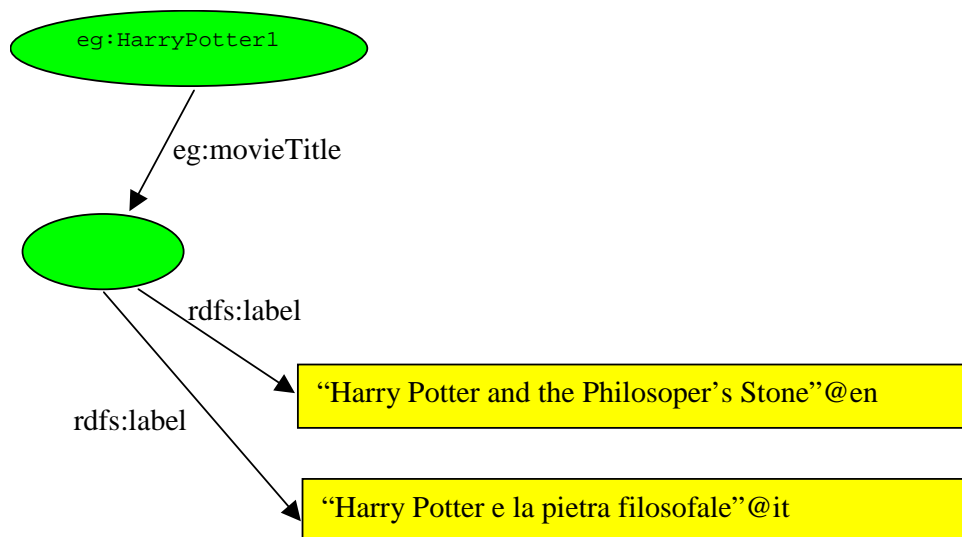 eg:HarryPotter1
eg:movieTitle
rdfs:label
“Harry Potter and the Philosoper’s Stone”@en
rdfs:label
“Harry Potter e la pietra filosofale”@it